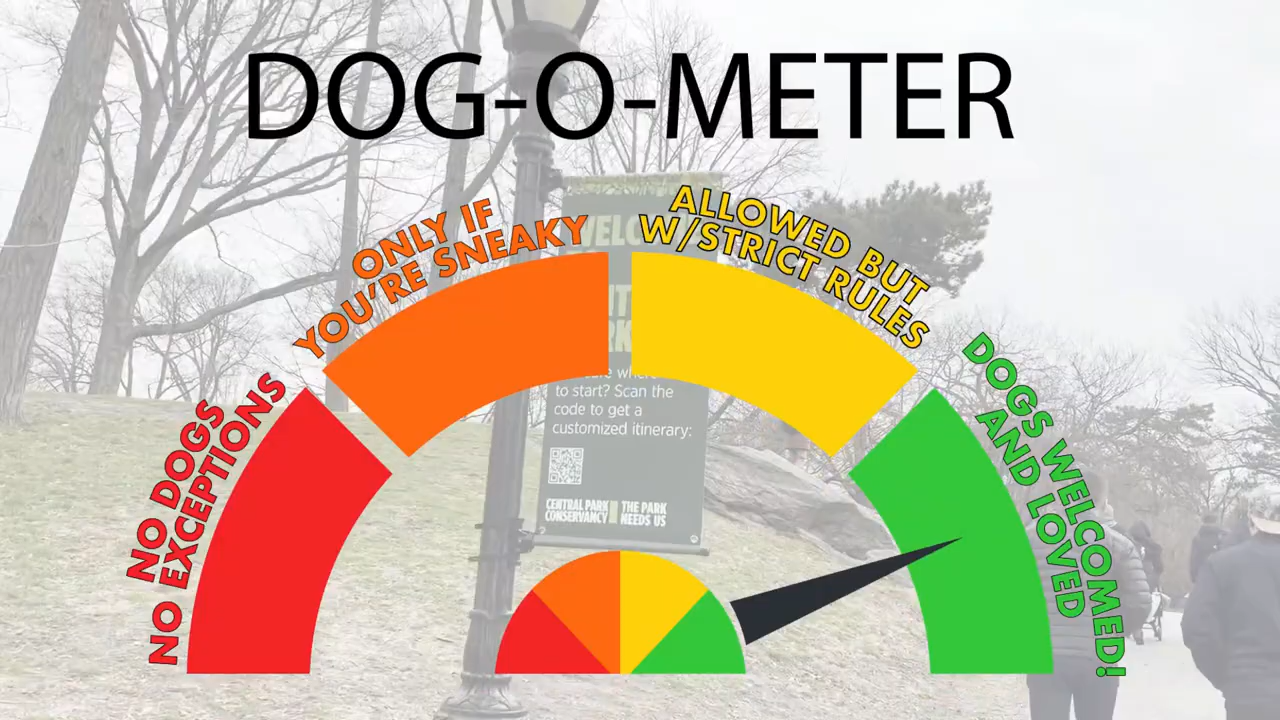 DOG-O-METER
ONLY IF
YOU'RE SNEAKY
ALLOWED BUT
W/STRICT RULES
NO DOGS
NO EXCEPTIONS
DOGS WELCOMED!
AND LOVED
to start? Scan the
code to get a
customized itinerary:
CENTRAL PARK
CONSERVANCY
THE PARK
NEEDS US